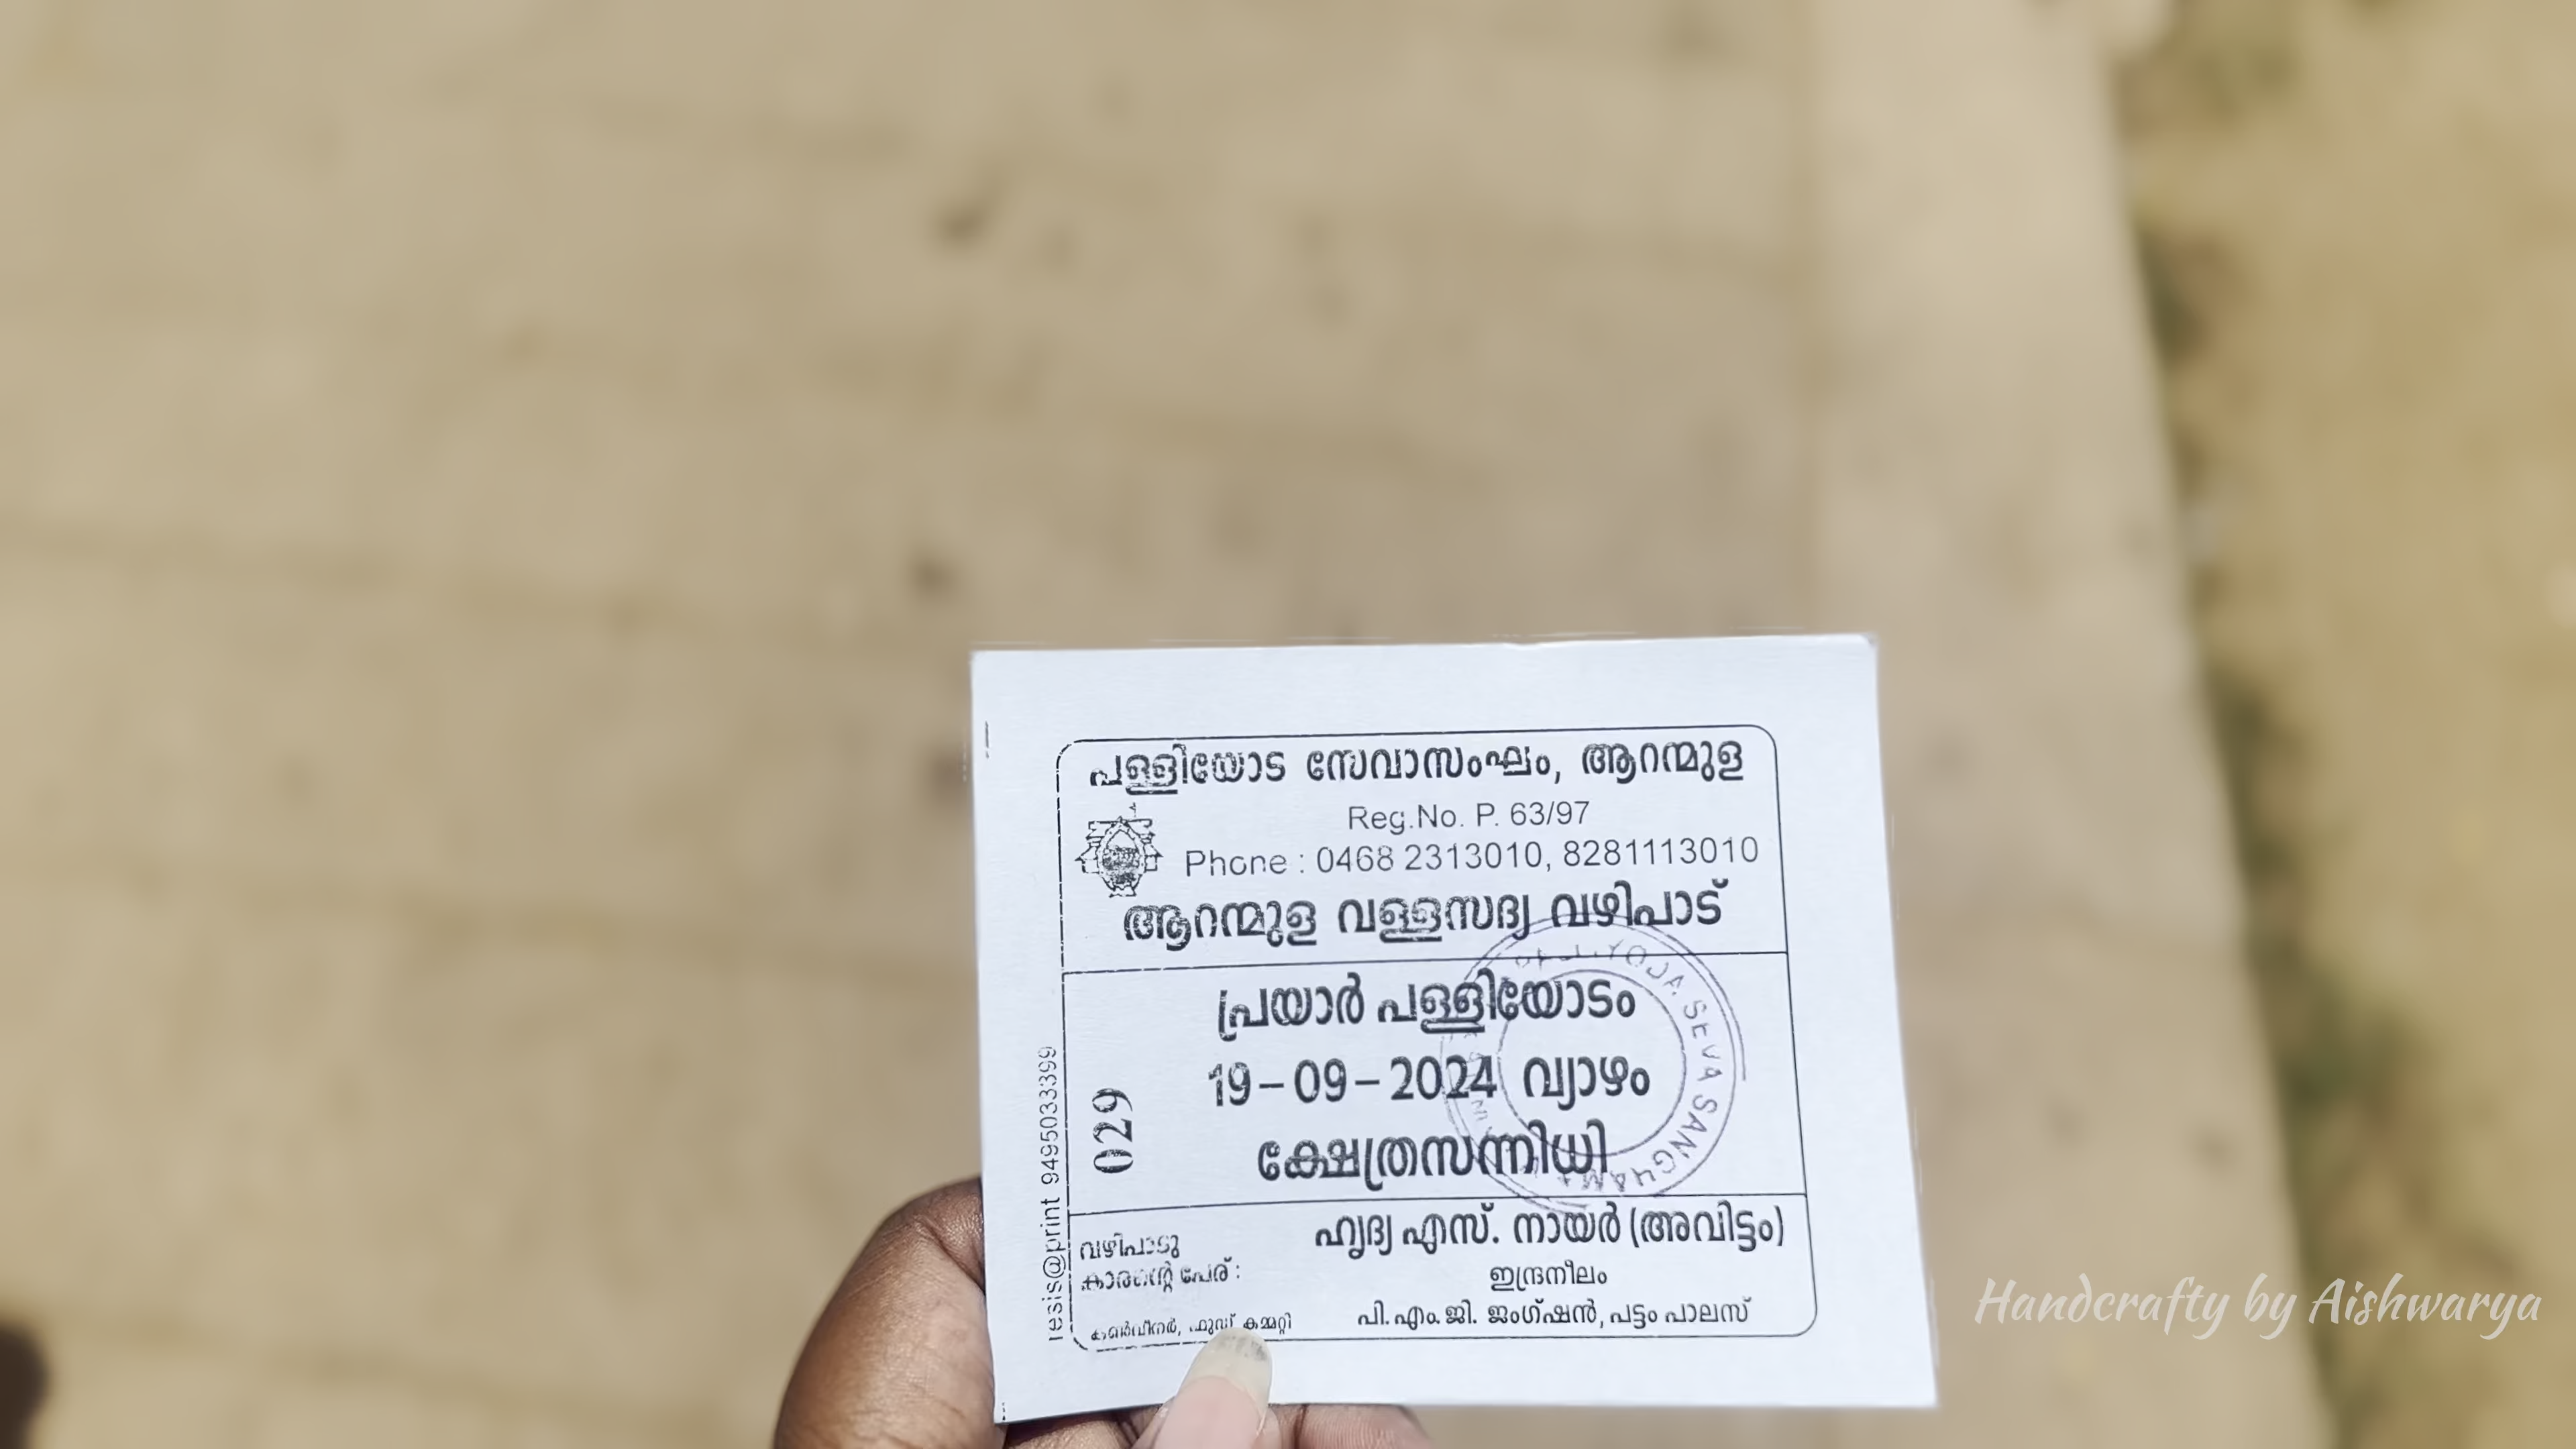 പള്ളിയോട സേവാസംഘം, ആറന്മുള
Reg.No. P. 63/97
Phone : 0468 2313010, 8281113010
ആറന്മുള വള്ളസദ്യ വഴിപാട്
പ്രയാർ പള്ളിയോടം
19-09-2024 വ്യാഴം
ക്ഷേത്രസന്നിധി
029
SEVA SANGHAM
ഹൃദ്യ എസ്. നായർ (അവിട്ടം)
വഴിപാടു
കാരന്റെ പേര് :
ഇന്ദ്രനീലം
പി.എം.ജി. ജംഗ്ഷൻ, പട്ടം പാലസ്
കൺവീനർ, ഫുഡ് കമ്മറ്റി
resis@print 9495033399
Handcrafty by Aishwarya